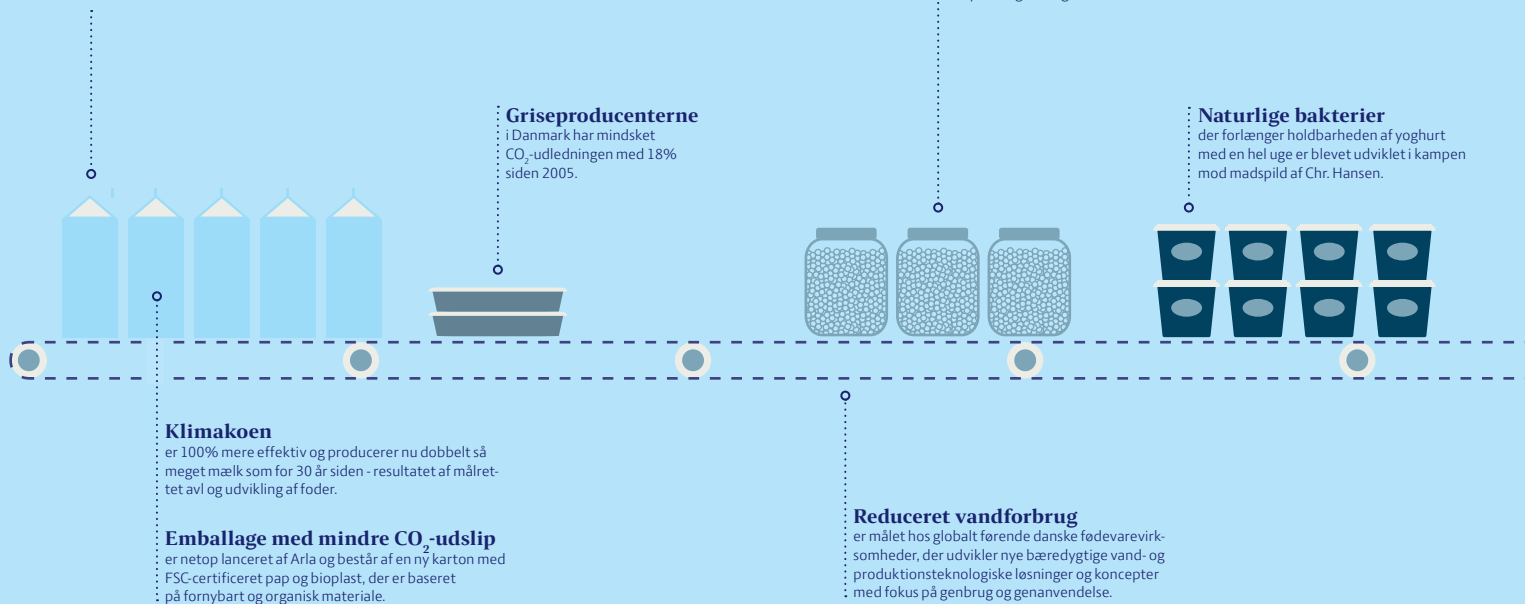 Griseproducenterne
i Danmark har mindsket
CO₂-udledningen med 18%
siden 2005.
Naturlige bakterier
der forlænger holdbarheden af yoghurt
med en hel uge er blevet udviklet i kampen
mod madspild af Chr. Hansen.
Klimakoen
er 100% mere effektiv og producerer nu dobbelt så
meget mælk som for 30 år siden - resultatet af målret-
tet avl og udvikling af foder.
Emballage med mindre CO₂-udslip
er netop lanceret af Arla og består af en ny karton med
FSC-certificeret pap og bioplast, der er baseret
på fornybart og organisk materiale.
Reduceret vandforbrug
er målet hos globalt førende danske fødevarevirk-
somheder, der udvikler nye bæredygtige vand- og
produktionsteknologiske løsninger og koncepter
med fokus på genbrug og genanvendelse.